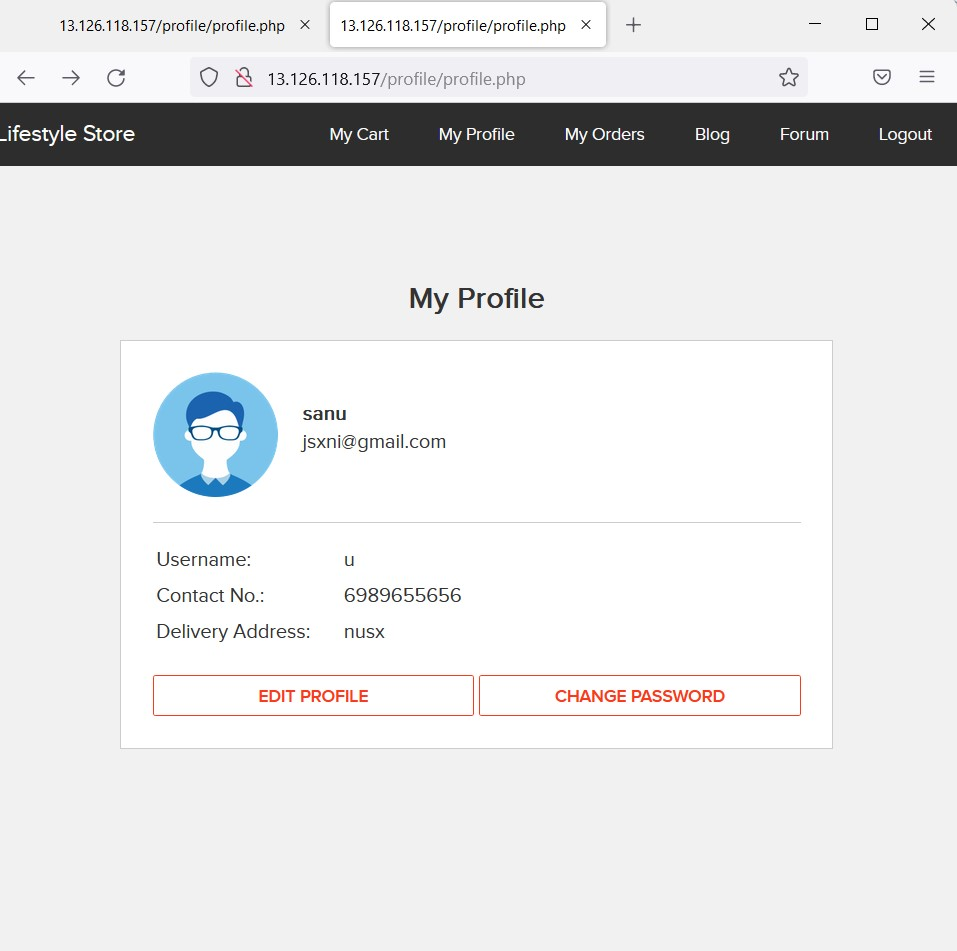 13.126.118.157/profile/profile.php 13.126.118.157/profile/profile.php
13.126.118.157/profile/profile.php
Lifestyle Store My Cart My Profile My Orders Blog Forum Logout
My Profile
sanu
jsxni@gmail.com
Username: u
Contact No.: 6989655656
Delivery Address: nusx
EDIT PROFILE CHANGE PASSWORD